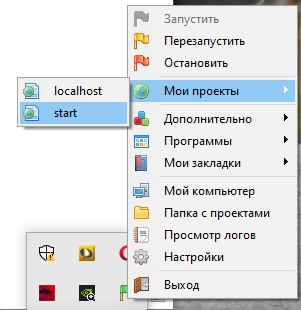 Запустить
Перезапустить
Остановить
Мои проекты
localhost
start
Дополнительно
Программы
Мои закладки
Мой компьютер
Папка с проектами
Просмотр логов
Настройки
Выход